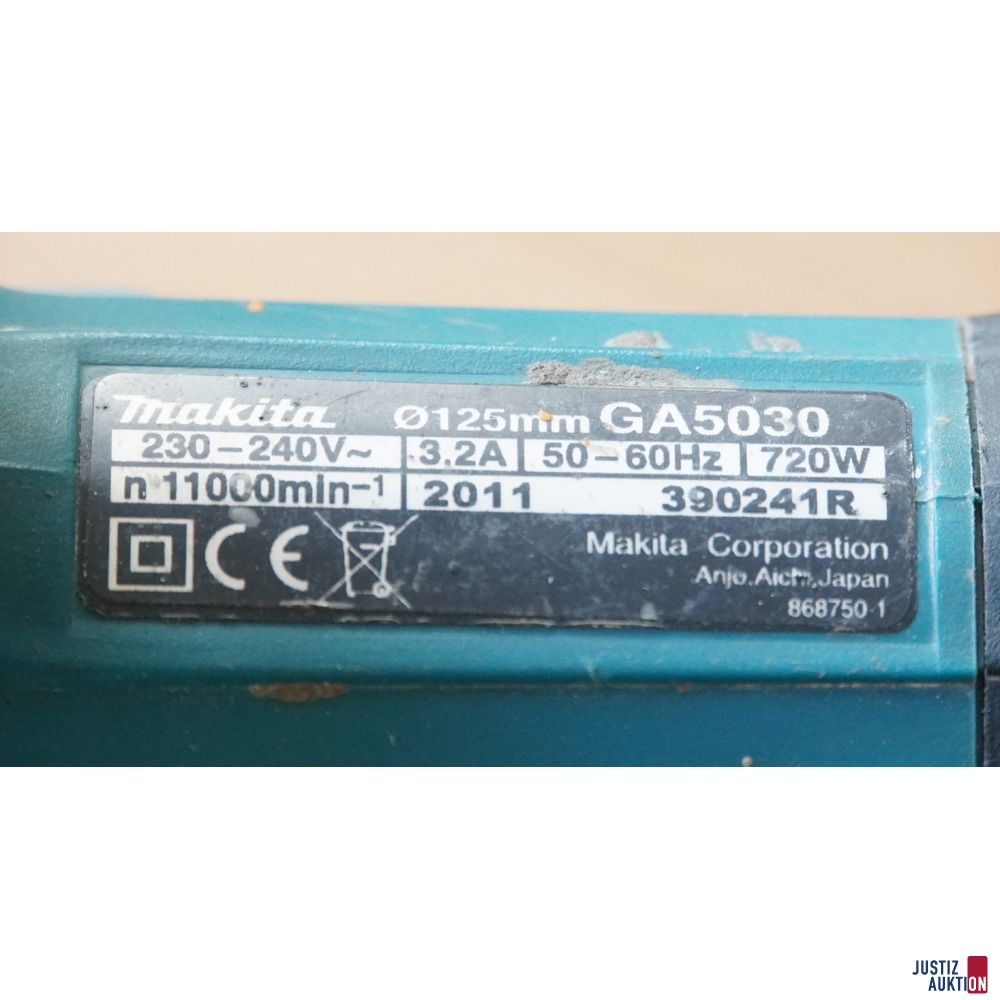 makita Ø125mm GA5030
230-240V~ 3.2A 50-60Hz 720W
n 11000min-1 2011 390241R
CE
Makita Corporation
Anjo, Aichi, Japan
868750-1
JUSTIZ
AUKTION